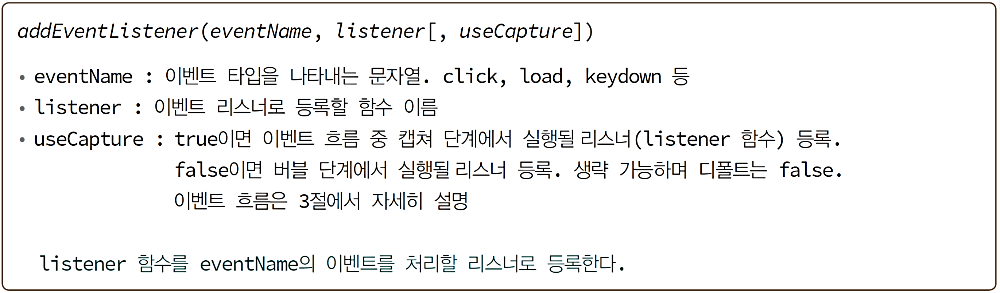 addEventListener(eventName, listener[, useCapture])
• eventName : 이벤트 타입을 나타내는 문자열. click, load, keydown 등
• listener : 이벤트 리스너로 등록할 함수 이름
• useCapture : true이면 이벤트 흐름 중 캡쳐 단계에서 실행될 리스너(listener 함수) 등록.
false이면 버블 단계에서 실행될 리스너 등록. 생략 가능하며 디폴트는 false.
이벤트 흐름은 3절에서 자세히 설명
listener 함수를 eventName의 이벤트를 처리할 리스너로 등록한다.